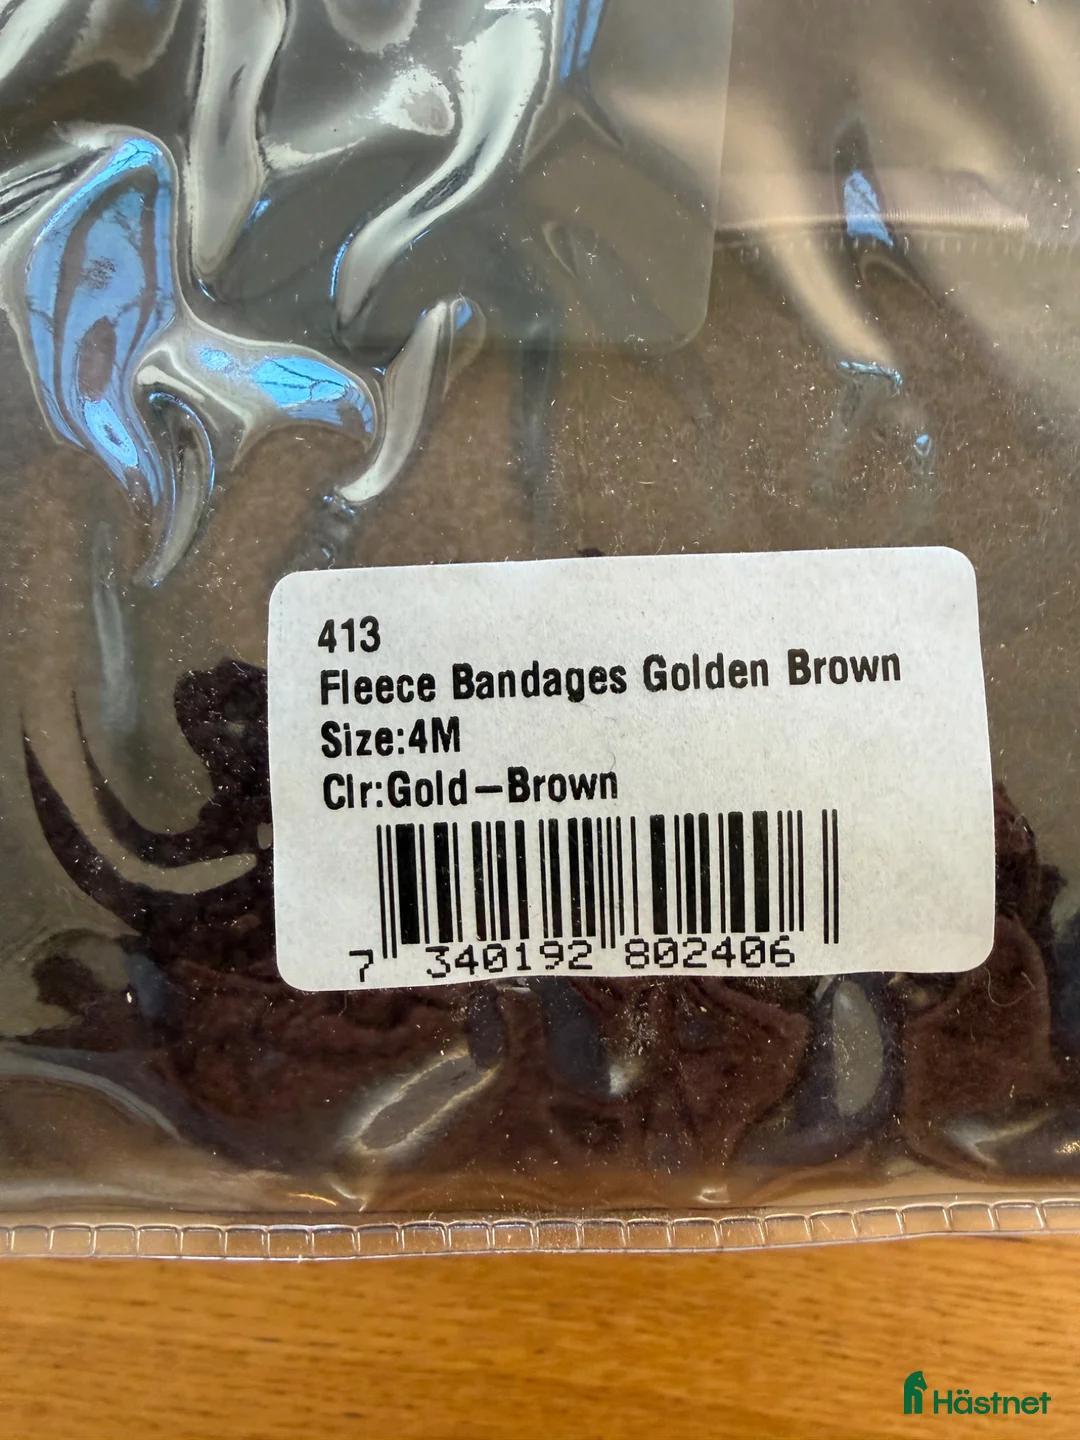 413
Fleece Bandages Golden Brown
Size:4M
Clr:Gold-Brown
7 340192 802406
Hästnet